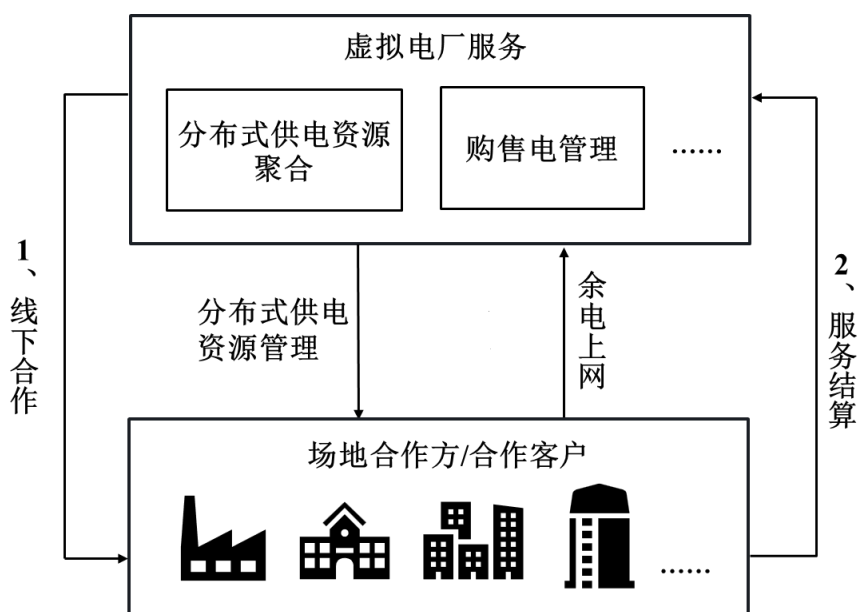 虚拟电厂服务
分布式供电资源
聚合
购售电管理
……
1、线下合作
分布式供电
资源管理
余电上网
2、服务结算
场地合作方/合作客户
……